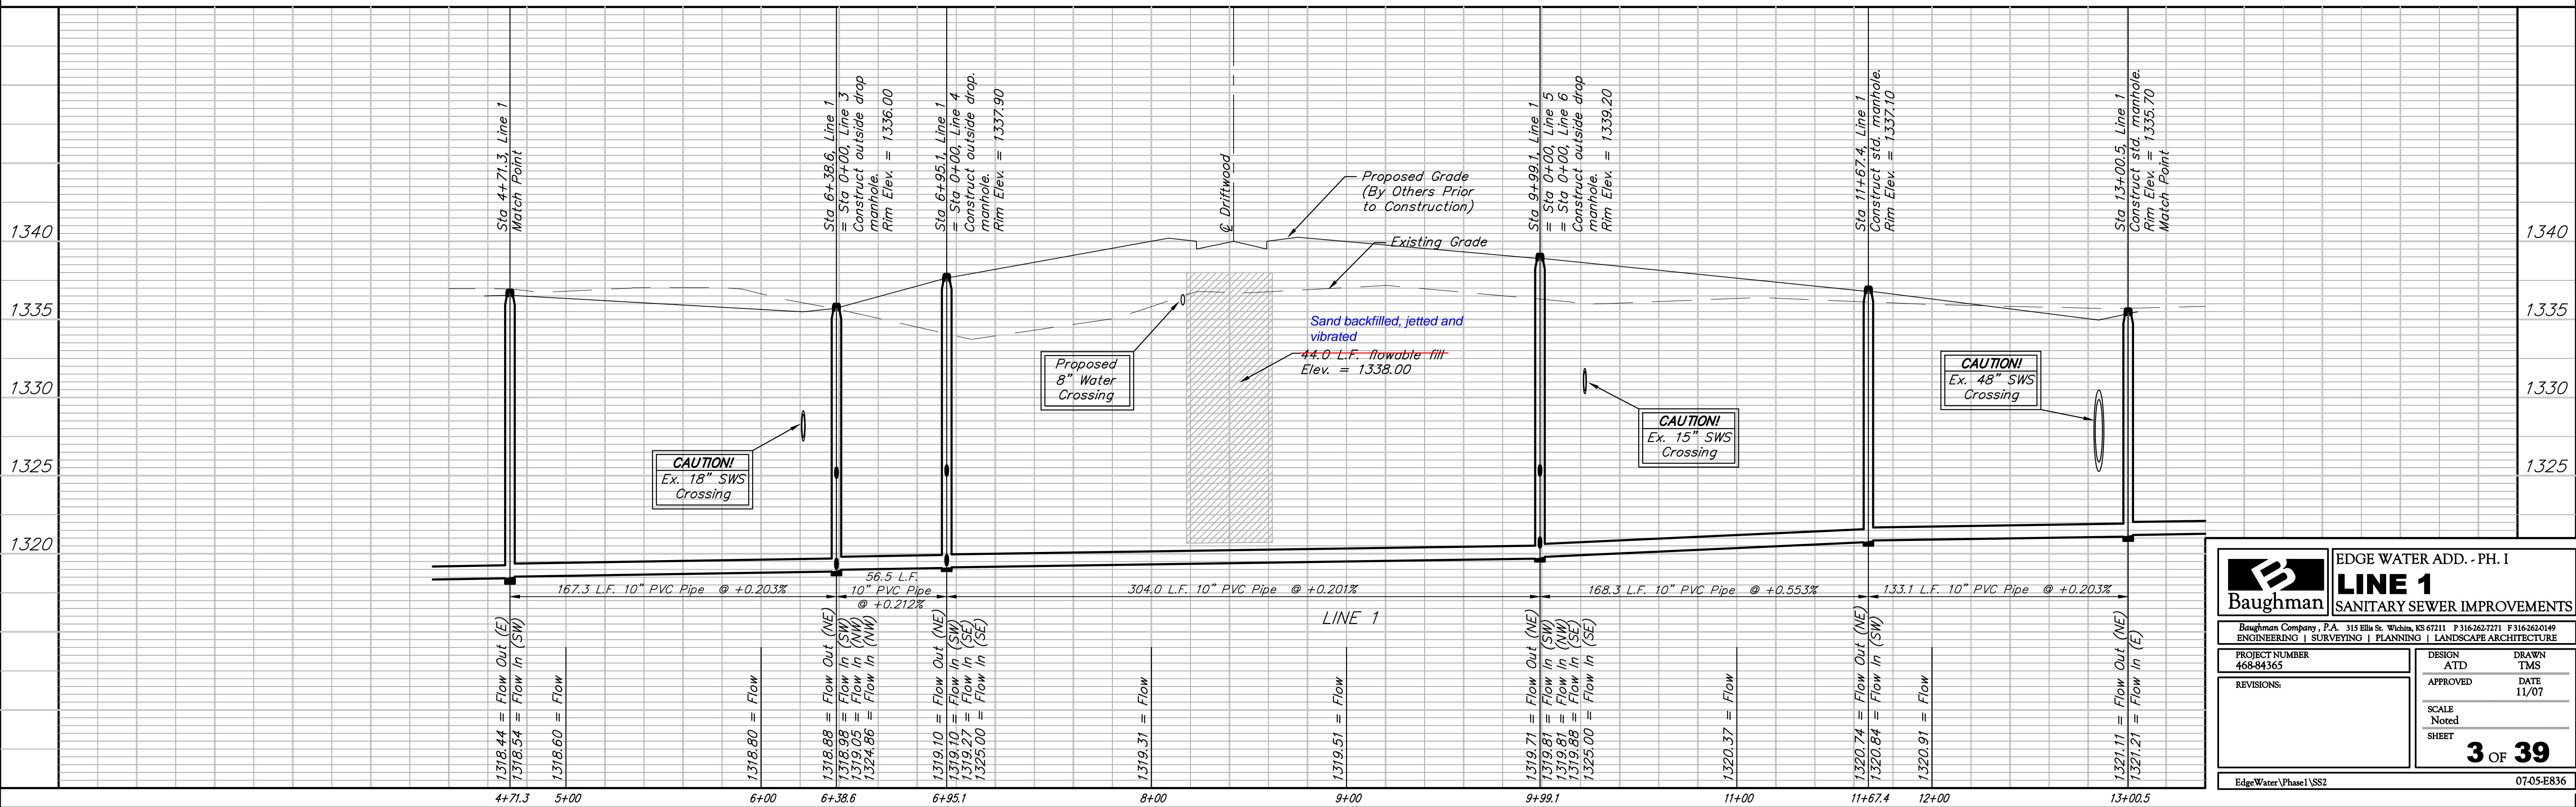 Sta 4+71.3, Line 1
Match Point
Sta 6+38.6, Line 1
= Sta 0+00, Line 3
Construct outside drop
manhole.
Rim Elev. = 1336.00
Sta 6+95.1, Line 1
= Sta 0+00, Line 4
Construct outside drop.
manhole.
Rim Elev. = 1337.90
℄ Driftwood
Proposed Grade
(By Others Prior
to Construction)
Existing Grade
Sta 9+99.1, Line 1
= Sta 0+00, Line 5
= Sta 0+00, Line 6
Construct outside drop
manhole.
Rim Elev. = 1339.20
Sta 11+67.4, Line 1
Construct std. manhole.
Rim Elev. = 1337.10
Sta 13+00.5, Line 1
Construct std. manhole.
Rim Elev. = 1335.70
Match Point
1340
1335
1330
1325
1320
1340
1335
1330
1325
Sand backfilled, jetted and
vibrated
44.0 L.F. flowable fill
Elev. = 1338.00
Proposed
8" Water
Crossing
CAUTION!
Ex. 18" SWS
Crossing
CAUTION!
Ex. 15" SWS
Crossing
CAUTION!
Ex. 48" SWS
Crossing
167.3 L.F. 10" PVC Pipe @ +0.203%
56.5 L.F.
10" PVC Pipe
@ +0.212%
304.0 L.F. 10" PVC Pipe @ +0.201%
168.3 L.F. 10" PVC Pipe @ +0.553%
133.1 L.F. 10" PVC Pipe @ +0.203%
LINE 1
1318.44 = Flow Out (E)
1318.54 = Flow In (SW)
1318.60 = Flow
1318.80 = Flow
1318.88 = Flow Out (NE)
1318.98 = Flow In (SW)
1319.05 = Flow In (NW)
1324.86 = Flow In (NW)
1319.10 = Flow Out (NE)
1319.10 = Flow In (SW)
1319.27 = Flow In (SE)
1325.00 = Flow In (SE)
1319.31 = Flow
1319.51 = Flow
1319.71 = Flow Out (NE)
1319.81 = Flow In (SW)
1319.81 = Flow In (NW)
1319.88 = Flow In (SE)
1325.00 = Flow In (SE)
1320.37 = Flow
1320.74 = Flow Out (NE)
1320.84 = Flow In (SW)
1320.91 = Flow
1321.11 = Flow Out (NE)
1321.21 = Flow In (E)
4+71.3
5+00
6+00
6+38.6
6+95.1
8+00
9+00
9+99.1
11+00
11+67.4
12+00
13+00.5
B
Baughman
EDGE WATER ADD. - PH. I
LINE 1
SANITARY SEWER IMPROVEMENTS
Baughman Company, P.A. 315 Ellis St. Wichita, KS 67211 P 316-262-7271 F 316-262-0149
ENGINEERING | SURVEYING | PLANNING | LANDSCAPE ARCHITECTURE
PROJECT NUMBER
468-84365
REVISIONS:
DESIGN
ATD
DRAWN
TMS
APPROVED
DATE
11/07
SCALE
Noted
SHEET
3 OF 39
EdgeWater\Phase1\SS2
07-05-E836